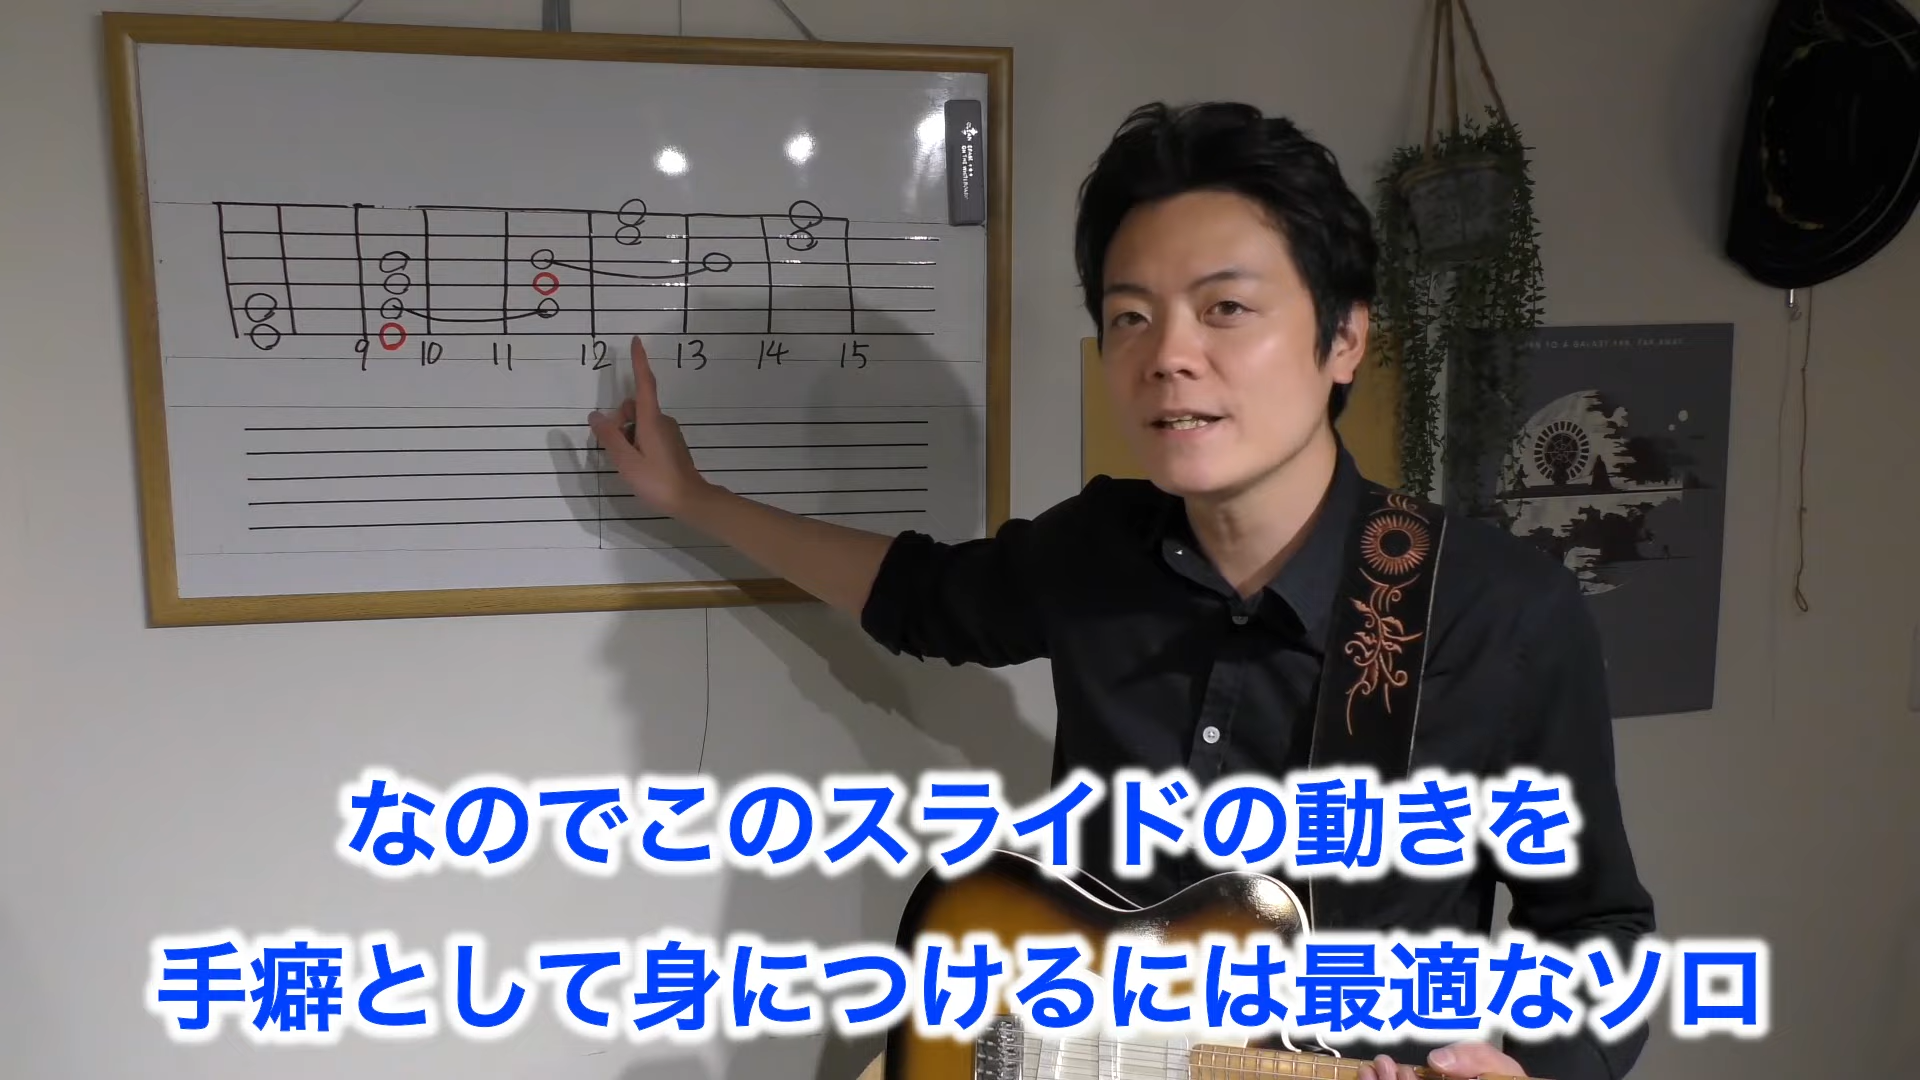 9 10 11 12 13 14 15
なのでこのスライドの動きを
手癖として身につけるには最適なソロ